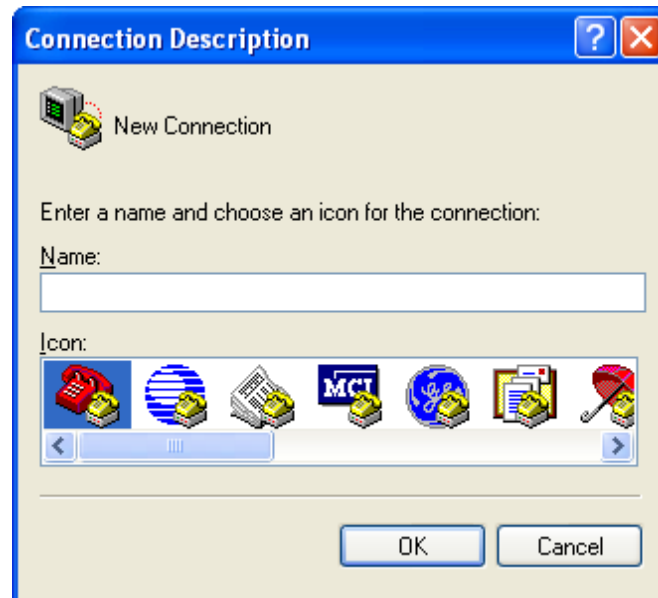 Connection Description
New Connection
Enter a name and choose an icon for the connection:
Name:
Icon:
MCI
OK Cancel